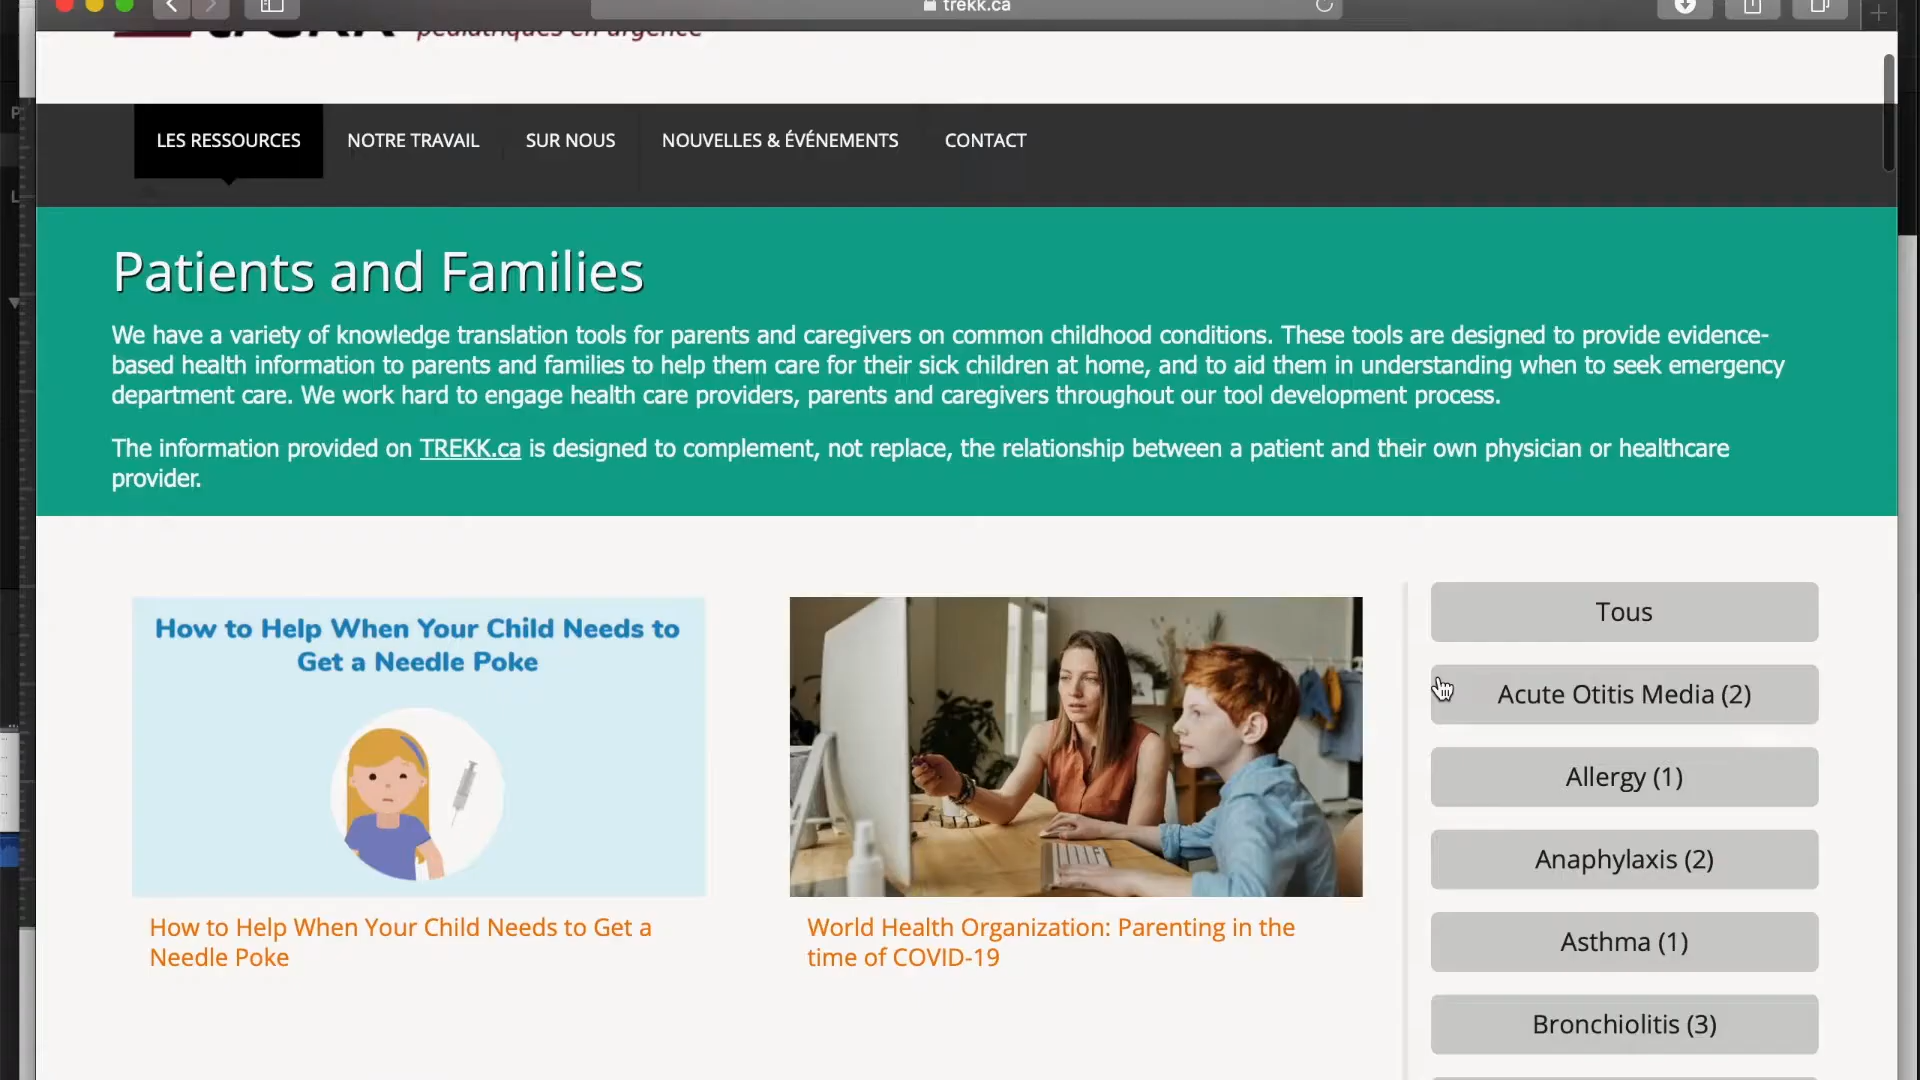 trekk.ca
pédiatriques en urgence
LES RESSOURCES
NOTRE TRAVAIL
SUR NOUS
NOUVELLES & ÉVÉNEMENTS
CONTACT
Patients and Families
We have a variety of knowledge translation tools for parents and caregivers on common childhood conditions. These tools are designed to provide evidence-
based health information to parents and families to help them care for their sick children at home, and to aid them in understanding when to seek emergency
department care. We work hard to engage health care providers, parents and caregivers throughout our tool development process.
The information provided on TREKK.ca is designed to complement, not replace, the relationship between a patient and their own physician or healthcare
provider.
How to Help When Your Child Needs to
Get a Needle Poke
How to Help When Your Child Needs to Get a
Needle Poke
World Health Organization: Parenting in the
time of COVID-19
Tous
Acute Otitis Media (2)
Allergy (1)
Anaphylaxis (2)
Asthma (1)
Bronchiolitis (3)